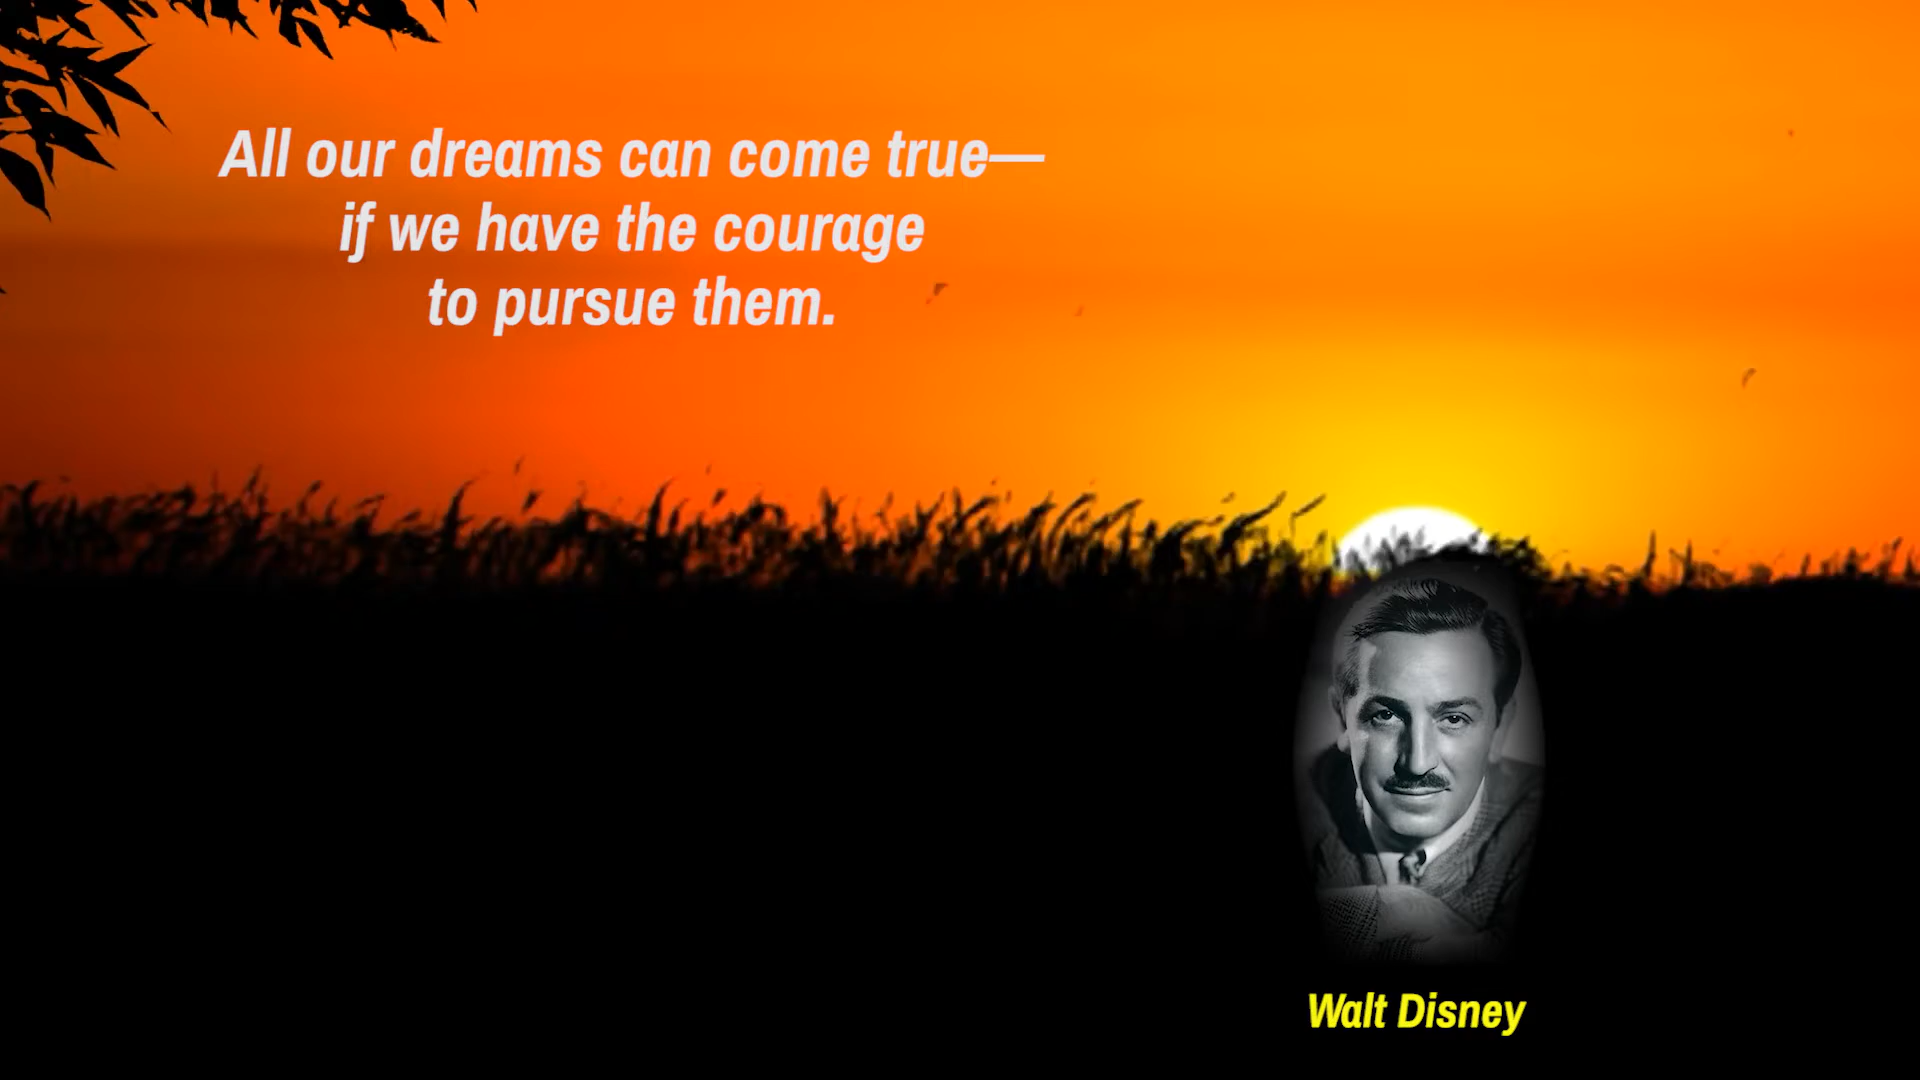 All our dreams can come true—
if we have the courage
to pursue them.
Walt Disney